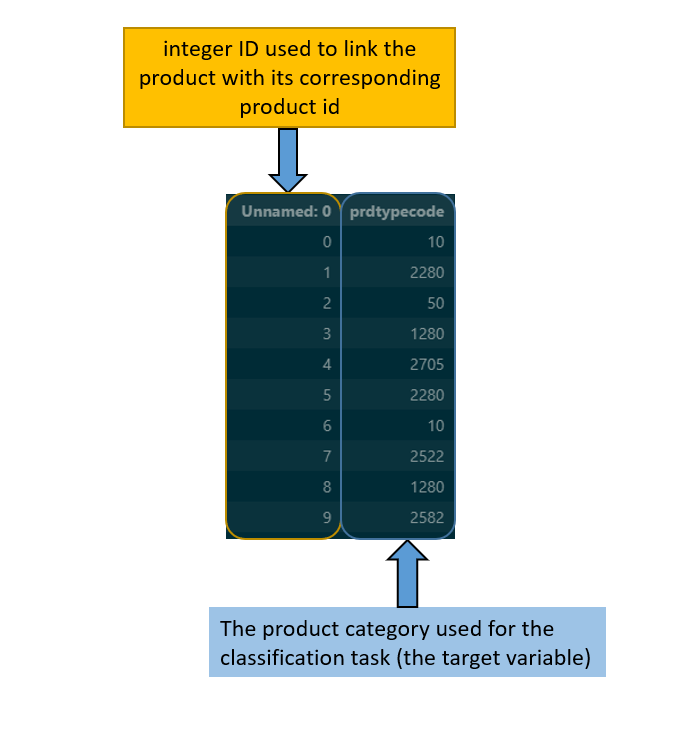 integer ID used to link the
product with its corresponding
product id
Unnamed: 0 prdtypecode
0 10
1 2280
2 50
3 1280
4 2705
5 2280
6 10
7 2522
8 1280
9 2582
The product category used for the
classification task (the target variable)